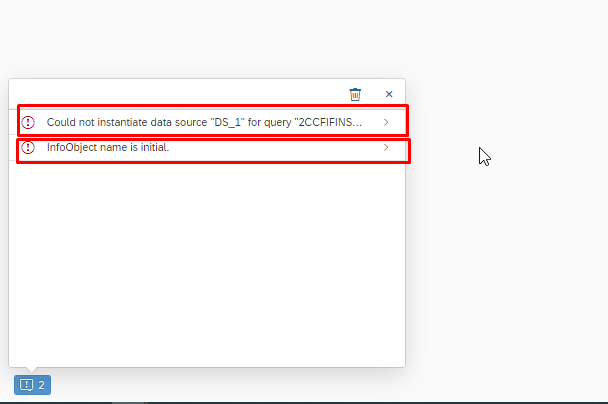 Could not instantiate data source "DS_1" for query "2CCFIFINS...
InfoObject name is initial.
2